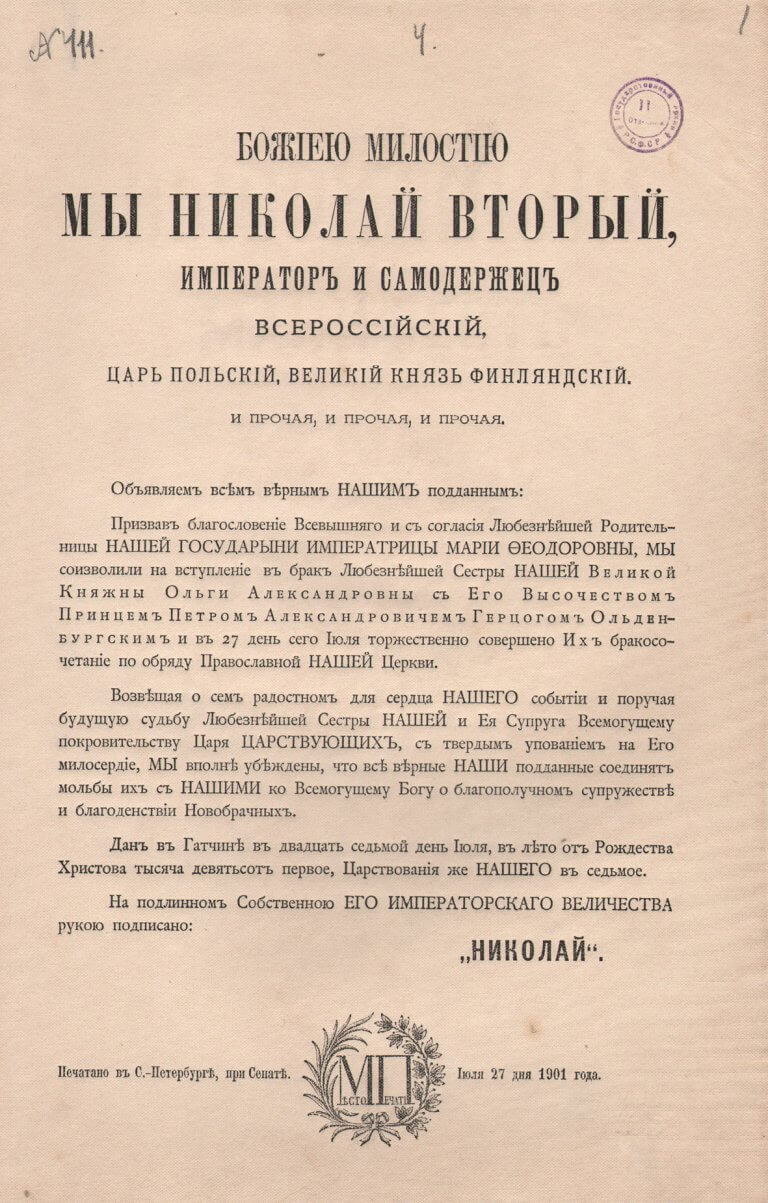 4.
1
БОЖІЕЮ МИЛОСТІЮ
МЫ НИКОЛАЙ ВТОРЫЙ,
ИМПЕРАТОРЪ И САМОДЕРЖЕЦЪ
ВСЕРОССІЙСКІЙ,
ЦАРЬ ПОЛЬСКІЙ, ВЕЛИКІЙ КНЯЗЬ ФИНЛЯНДСКІЙ.
И ПРОЧАЯ, И ПРОЧАЯ, И ПРОЧАЯ.
Объявляемъ всѣмъ вѣрнымъ НАШИМЪ подданнымъ:
Призвавъ благословеніе Всевышняго и съ согласія Любезнѣйшей Родитель-
ницы НАШЕЙ ГОСУДАРЫНИ ИМПЕРАТРИЦЫ МАРІИ ѲЕОДОРОВНЫ, МЫ
соизволили на вступленіе въ бракъ Любезнѣйшей Сестры НАШЕЙ Великой
Княжны Ольги Александровны съ Его Высочествомъ
Принцемъ Петромъ Александровичемъ Герцогомъ Ольден-
бургскимъ и въ 27 день сего Іюля торжественно совершено Ихъ бракосо-
четаніе по обряду Православной НАШЕЙ Церкви.
Возвѣщая о семъ радостномъ для сердца НАШЕГО событіи и поручая
будущую судьбу Любезнѣйшей Сестры НАШЕЙ и Ея Супруга Всемогущему
покровительству Царя ЦАРСТВУЮЩИХЪ, съ твердымъ упованіемъ на Его
милосердіе, МЫ вполнѣ убѣждены, что всѣ вѣрные НАШИ подданные соединятъ
мольбы ихъ съ НАШИМИ ко Всемогущему Богу о благополучномъ супружествѣ
и благоденствіи Новобрачныхъ.
Данъ въ Гатчинѣ въ двадцать седьмой день Іюля, въ лѣто отъ Рождества
Христова тысяча девятьсотъ первое, Царствованія же НАШЕГО въ седьмое.
На подлинномъ Собственною ЕГО ИМПЕРАТОРСКАГО ВЕЛИЧЕСТВА
рукою подписано:
„НИКОЛАЙ“.
Печатано въ С.-Петербургѣ, при Сенатѣ.
МѢСТО ПЕЧАТИ
Іюля 27 дня 1901 года.